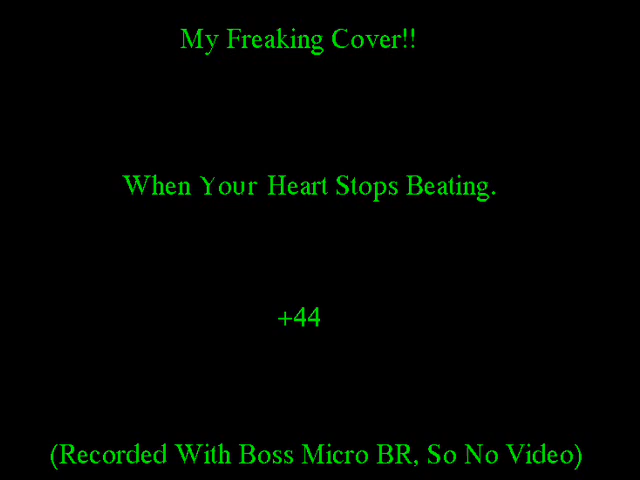 My Freaking Cover!!
When Your Heart Stops Beating.
+44
(Recorded With Boss Micro BR, So No Video)